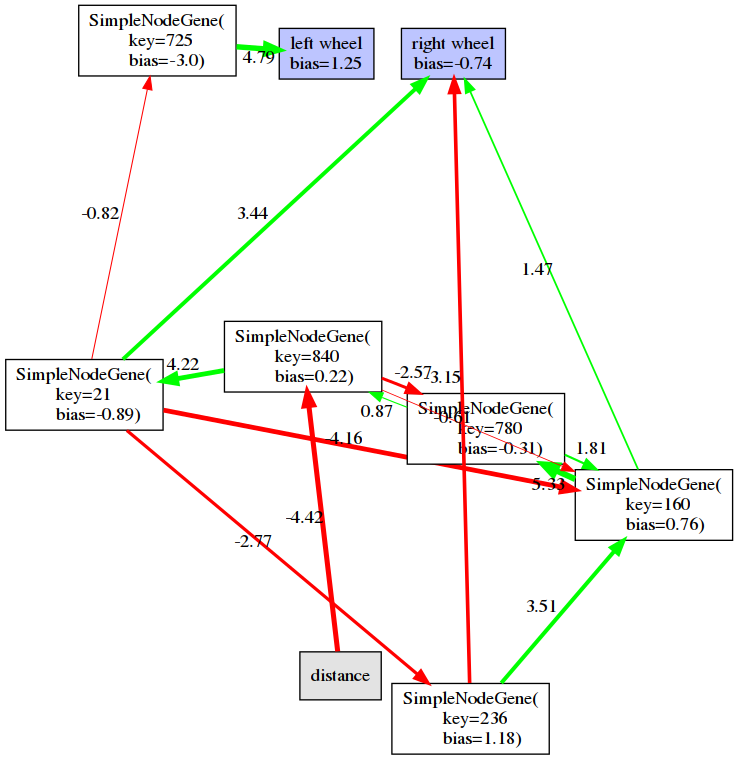 SimpleNodeGene(
key=725
bias=-3.0)
4.79
left wheel
bias=1.25
right wheel
bias=-0.74
-0.82
3.44
1.47
SimpleNodeGene(
key=840
bias=0.22)
4.22
SimpleNodeGene(
key=21
bias=-0.89)
-2.57
-3.15
0.87
-0.61
SimpleNodeGene(
key=780
bias=-0.31)
-4.16
1.81
5.33
SimpleNodeGene(
key=160
bias=0.76)
-4.42
-2.77
3.51
distance
SimpleNodeGene(
key=236
bias=1.18)